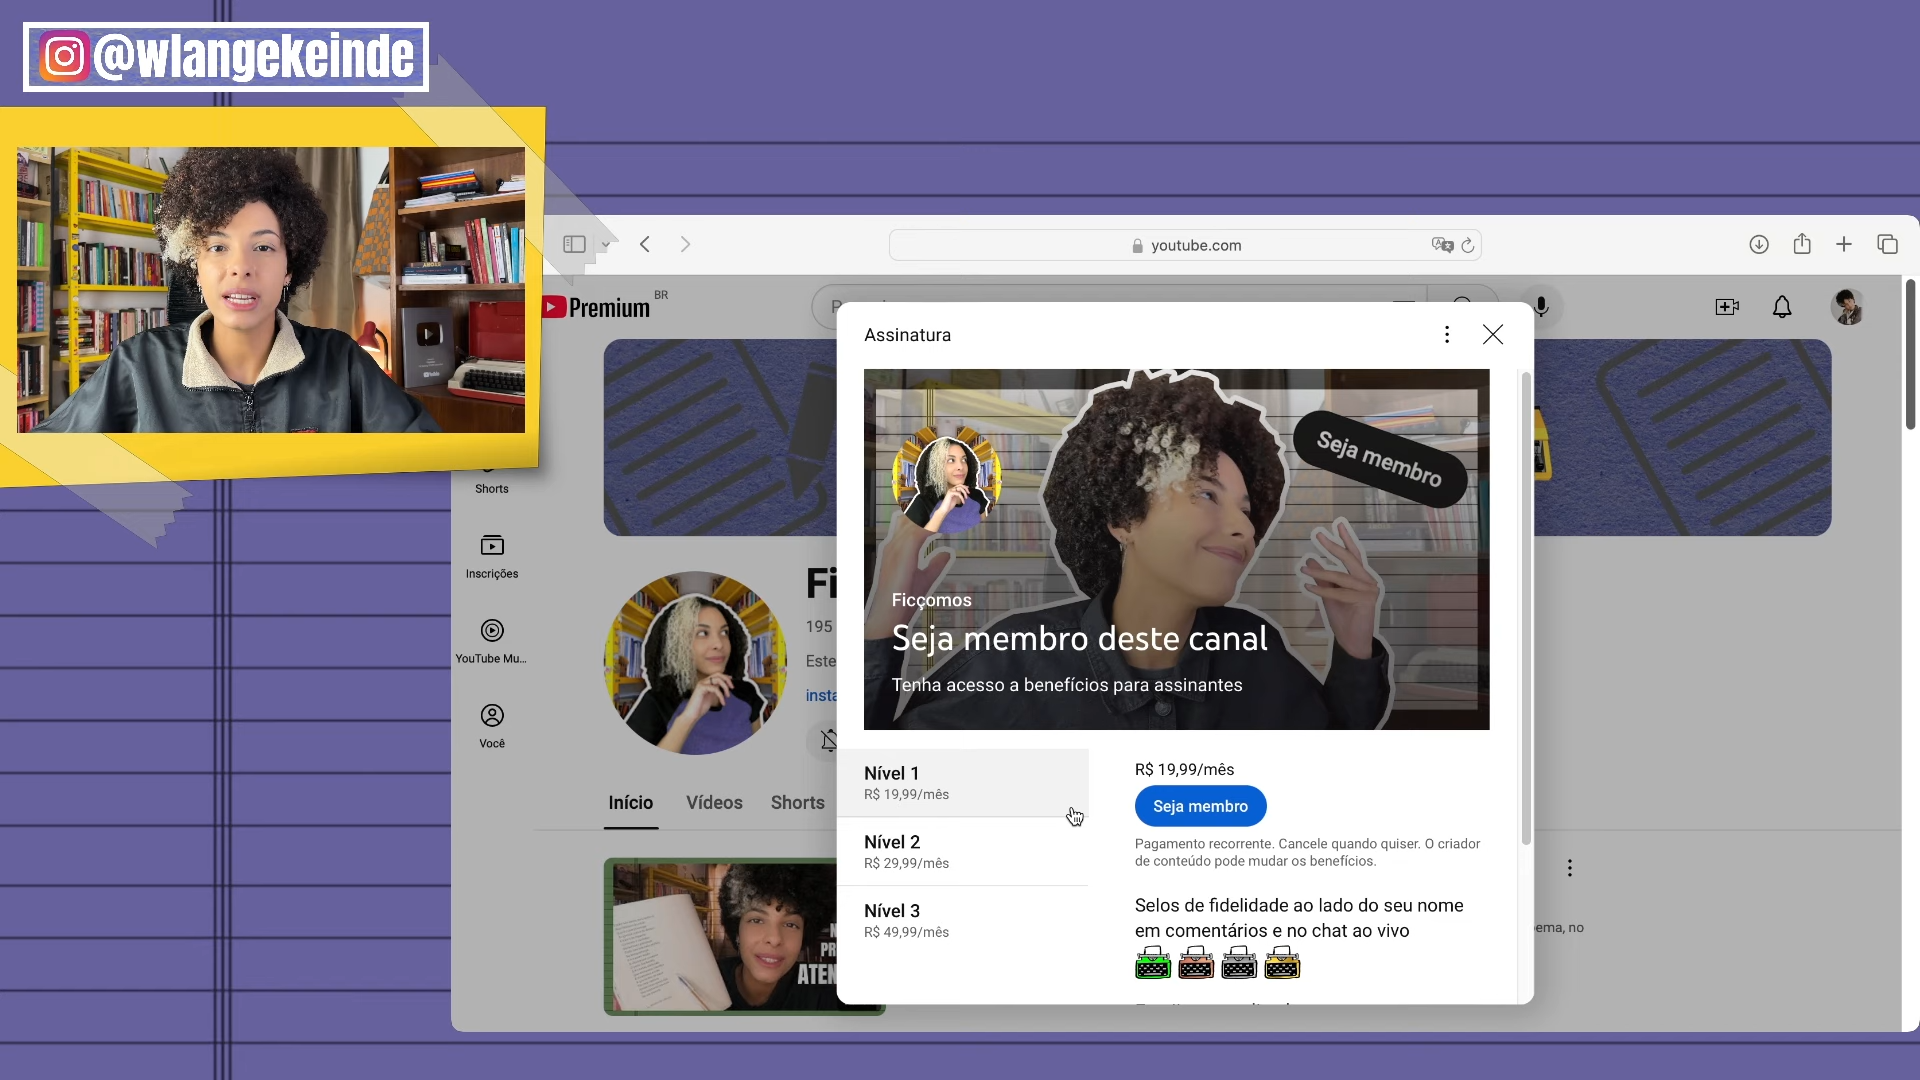 @wlangekeinde
youtube.com
Premium BR
Assinatura
Seja membro
Ficçomos
Seja membro deste canal
Tenha acesso a benefícios para assinantes
Shorts
Inscrições
YouTube Mu...
Você
Fi
195
Este
insta
Início
Vídeos
Shorts
Nível 1
R$ 19,99/mês
Nível 2
R$ 29,99/mês
Nível 3
R$ 49,99/mês
R$ 19,99/mês
Seja membro
Pagamento recorrente. Cancele quando quiser. O criador
de conteúdo pode mudar os benefícios.
Selos de fidelidade ao lado do seu nome
em comentários e no chat ao vivo
ema, no
ATEN